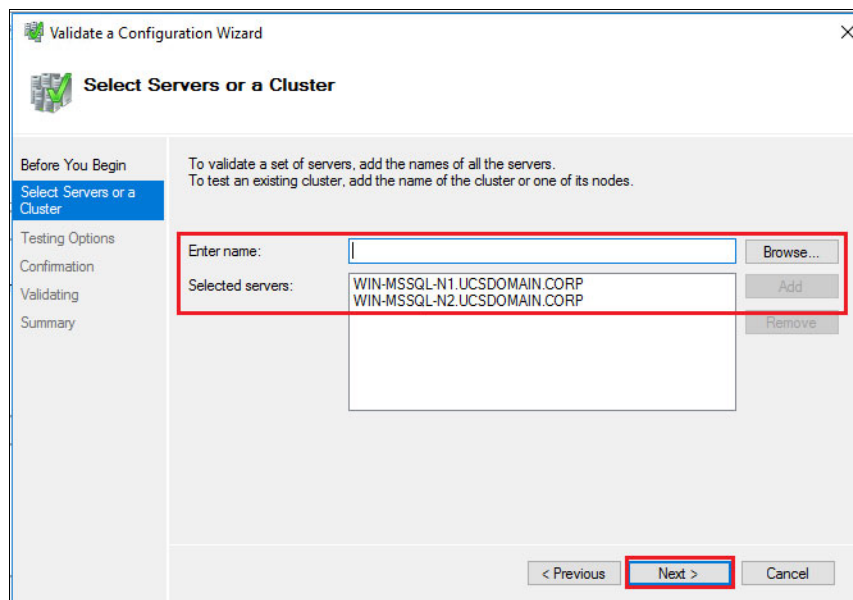 Validate a Configuration Wizard
Select Servers or a Cluster
Before You Begin
Select Servers or a
Cluster
Testing Options
Confirmation
Validating
Summary
To validate a set of servers, add the names of all the servers.
To test an existing cluster, add the name of the cluster or one of its nodes.
Enter name:
Browse...
Selected servers:
WIN-MSSQL-N1.UCSDOMAIN.CORP
WIN-MSSQL-N2.UCSDOMAIN.CORP
Add
Remove
< Previous
Next >
Cancel